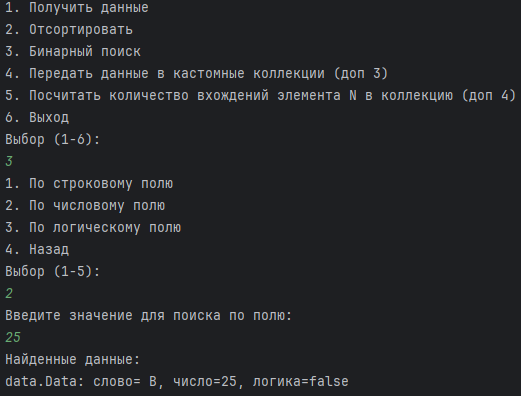 1. Получить данные
2. Отсортировать
3. Бинарный поиск
4. Передать данные в кастомные коллекции (доп 3)
5. Посчитать количество вхождений элемента N в коллекцию (доп 4)
6. Выход
Выбор (1-6):
3
1. По строковому полю
2. По числовому полю
3. По логическому полю
4. Назад
Выбор (1-5):
2
Введите значение для поиска по полю:
25
Найденные данные:
data.Data: слово= B, число=25, логика=false